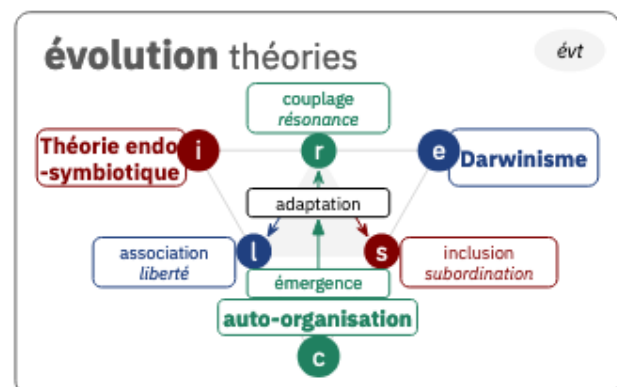 évolution théories
évt
couplage
résonance
Théorie endo
-symbiotique
i
r
e
Darwinisme
adaptation
association
liberté
l
s
inclusion
subordination
émergence
auto-organisation
c